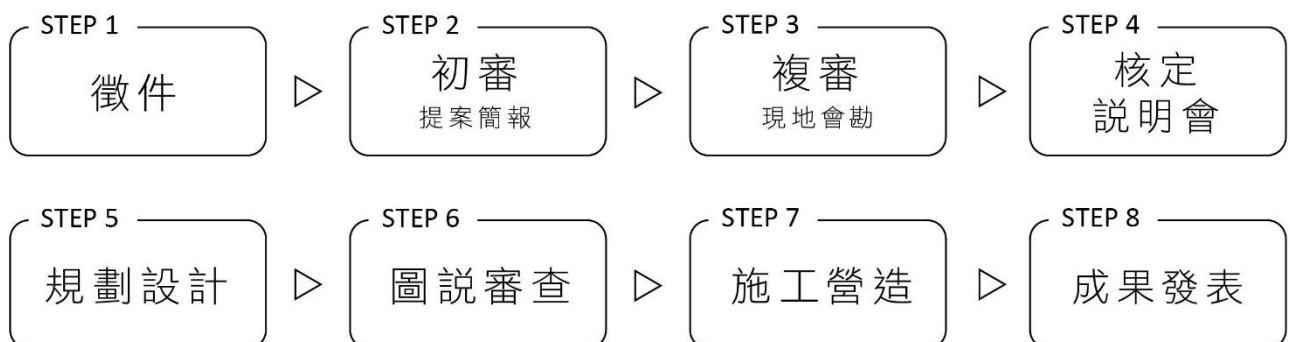 STEP 1
徵件
STEP 2
初審
提案簡報
STEP 3
複審
現地會勘
STEP 4
核定
説明會
STEP 5
規劃設計
STEP 6
圖説審查
STEP 7
施工營造
STEP 8
成果發表